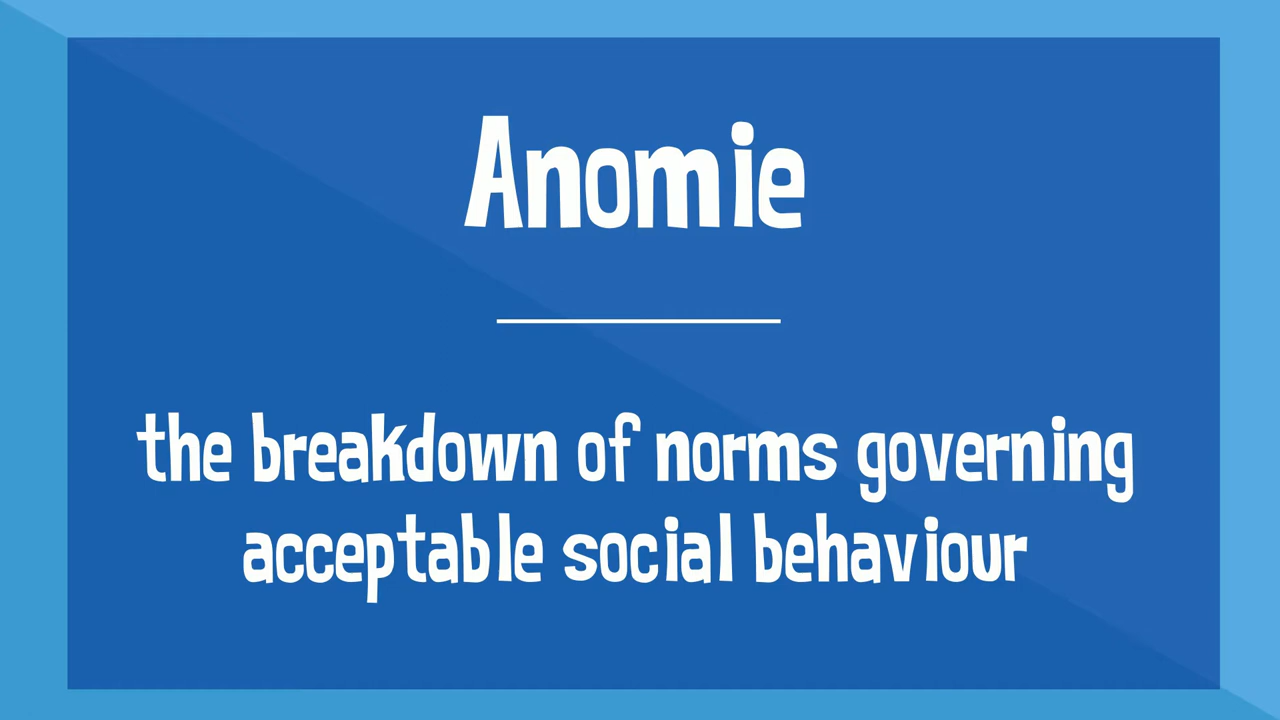 Anomie
the breakdown of norms governing
acceptable social behaviour